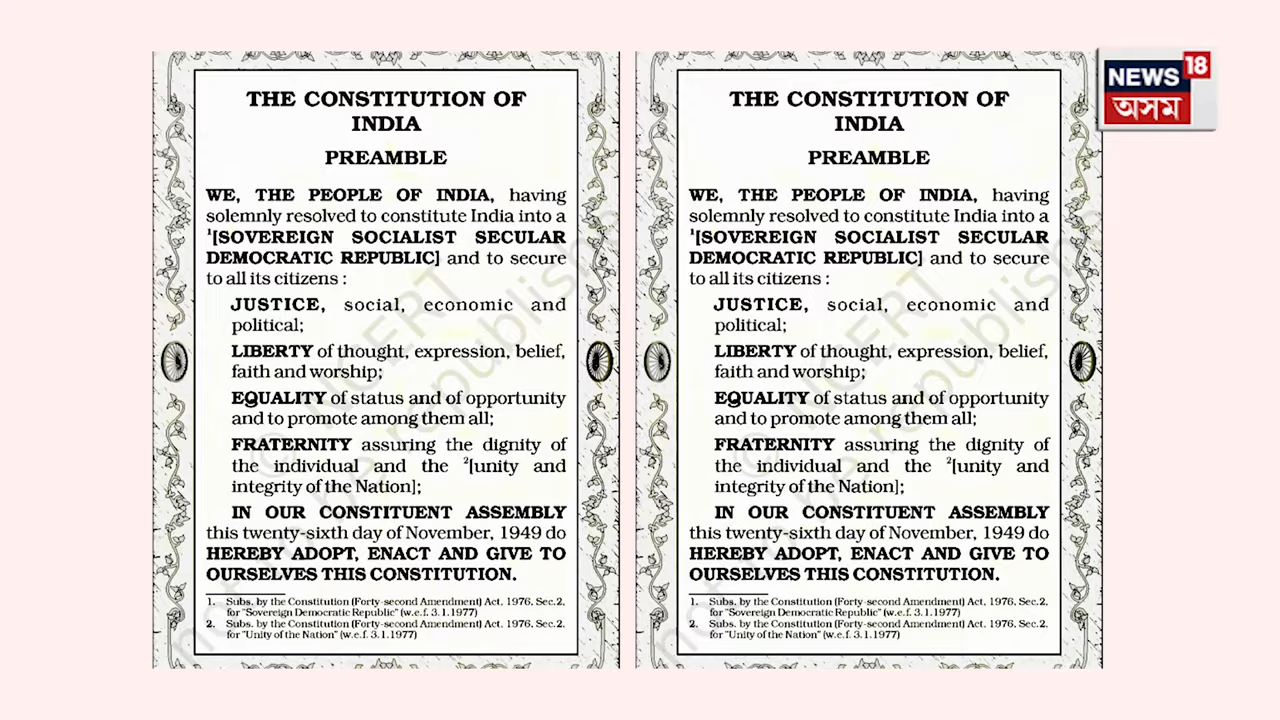 THE CONSTITUTION OF
INDIA
PREAMBLE
WE, THE PEOPLE OF INDIA, having
solemnly resolved to constitute India into a
¹[SOVEREIGN SOCIALIST SECULAR
DEMOCRATIC REPUBLIC] and to secure
to all its citizens :
JUSTICE, social, economic and
political;
LIBERTY of thought, expression, belief,
faith and worship;
EQUALITY of status and of opportunity
and to promote among them all;
FRATERNITY assuring the dignity of
the individual and the ²[unity and
integrity of the Nation];
IN OUR CONSTITUENT ASSEMBLY
this twenty-sixth day of November, 1949 do
HEREBY ADOPT, ENACT AND GIVE TO
OURSELVES THIS CONSTITUTION.
1. Subs. by the Constitution (Forty-second Amendment) Act, 1976, Sec.2,
for "Sovereign Democratic Republic" (w.e.f. 3.1.1977)
2. Subs. by the Constitution (Forty-second Amendment) Act, 1976, Sec.2,
for "Unity of the Nation" (w.e.f. 3.1.1977)
© NCERT
not to be republished
THE CONSTITUTION OF
INDIA
PREAMBLE
WE, THE PEOPLE OF INDIA, having
solemnly resolved to constitute India into a
¹[SOVEREIGN SOCIALIST SECULAR
DEMOCRATIC REPUBLIC] and to secure
to all its citizens :
JUSTICE, social, economic and
political;
LIBERTY of thought, expression, belief,
faith and worship;
EQUALITY of status and of opportunity
and to promote among them all;
FRATERNITY assuring the dignity of
the individual and the ²[unity and
integrity of the Nation];
IN OUR CONSTITUENT ASSEMBLY
this twenty-sixth day of November, 1949 do
HEREBY ADOPT, ENACT AND GIVE TO
OURSELVES THIS CONSTITUTION.
1. Subs. by the Constitution (Forty-second Amendment) Act, 1976, Sec.2,
for "Sovereign Democratic Republic" (w.e.f. 3.1.1977)
2. Subs. by the Constitution (Forty-second Amendment) Act, 1976, Sec.2,
for "Unity of the Nation" (w.e.f. 3.1.1977)
© NCERT
not to be republished
NEWS 18
অসম